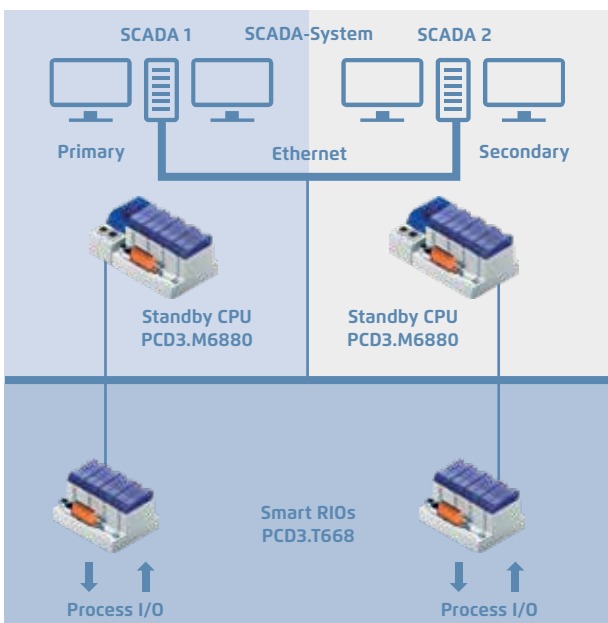 SCADA 1
SCADA-System
SCADA 2
Primary
Ethernet
Secondary
Standby CPU
PCD3.M6880
Standby CPU
PCD3.M6880
Smart RIOs
PCD3.T668
Process I/O
Process I/O